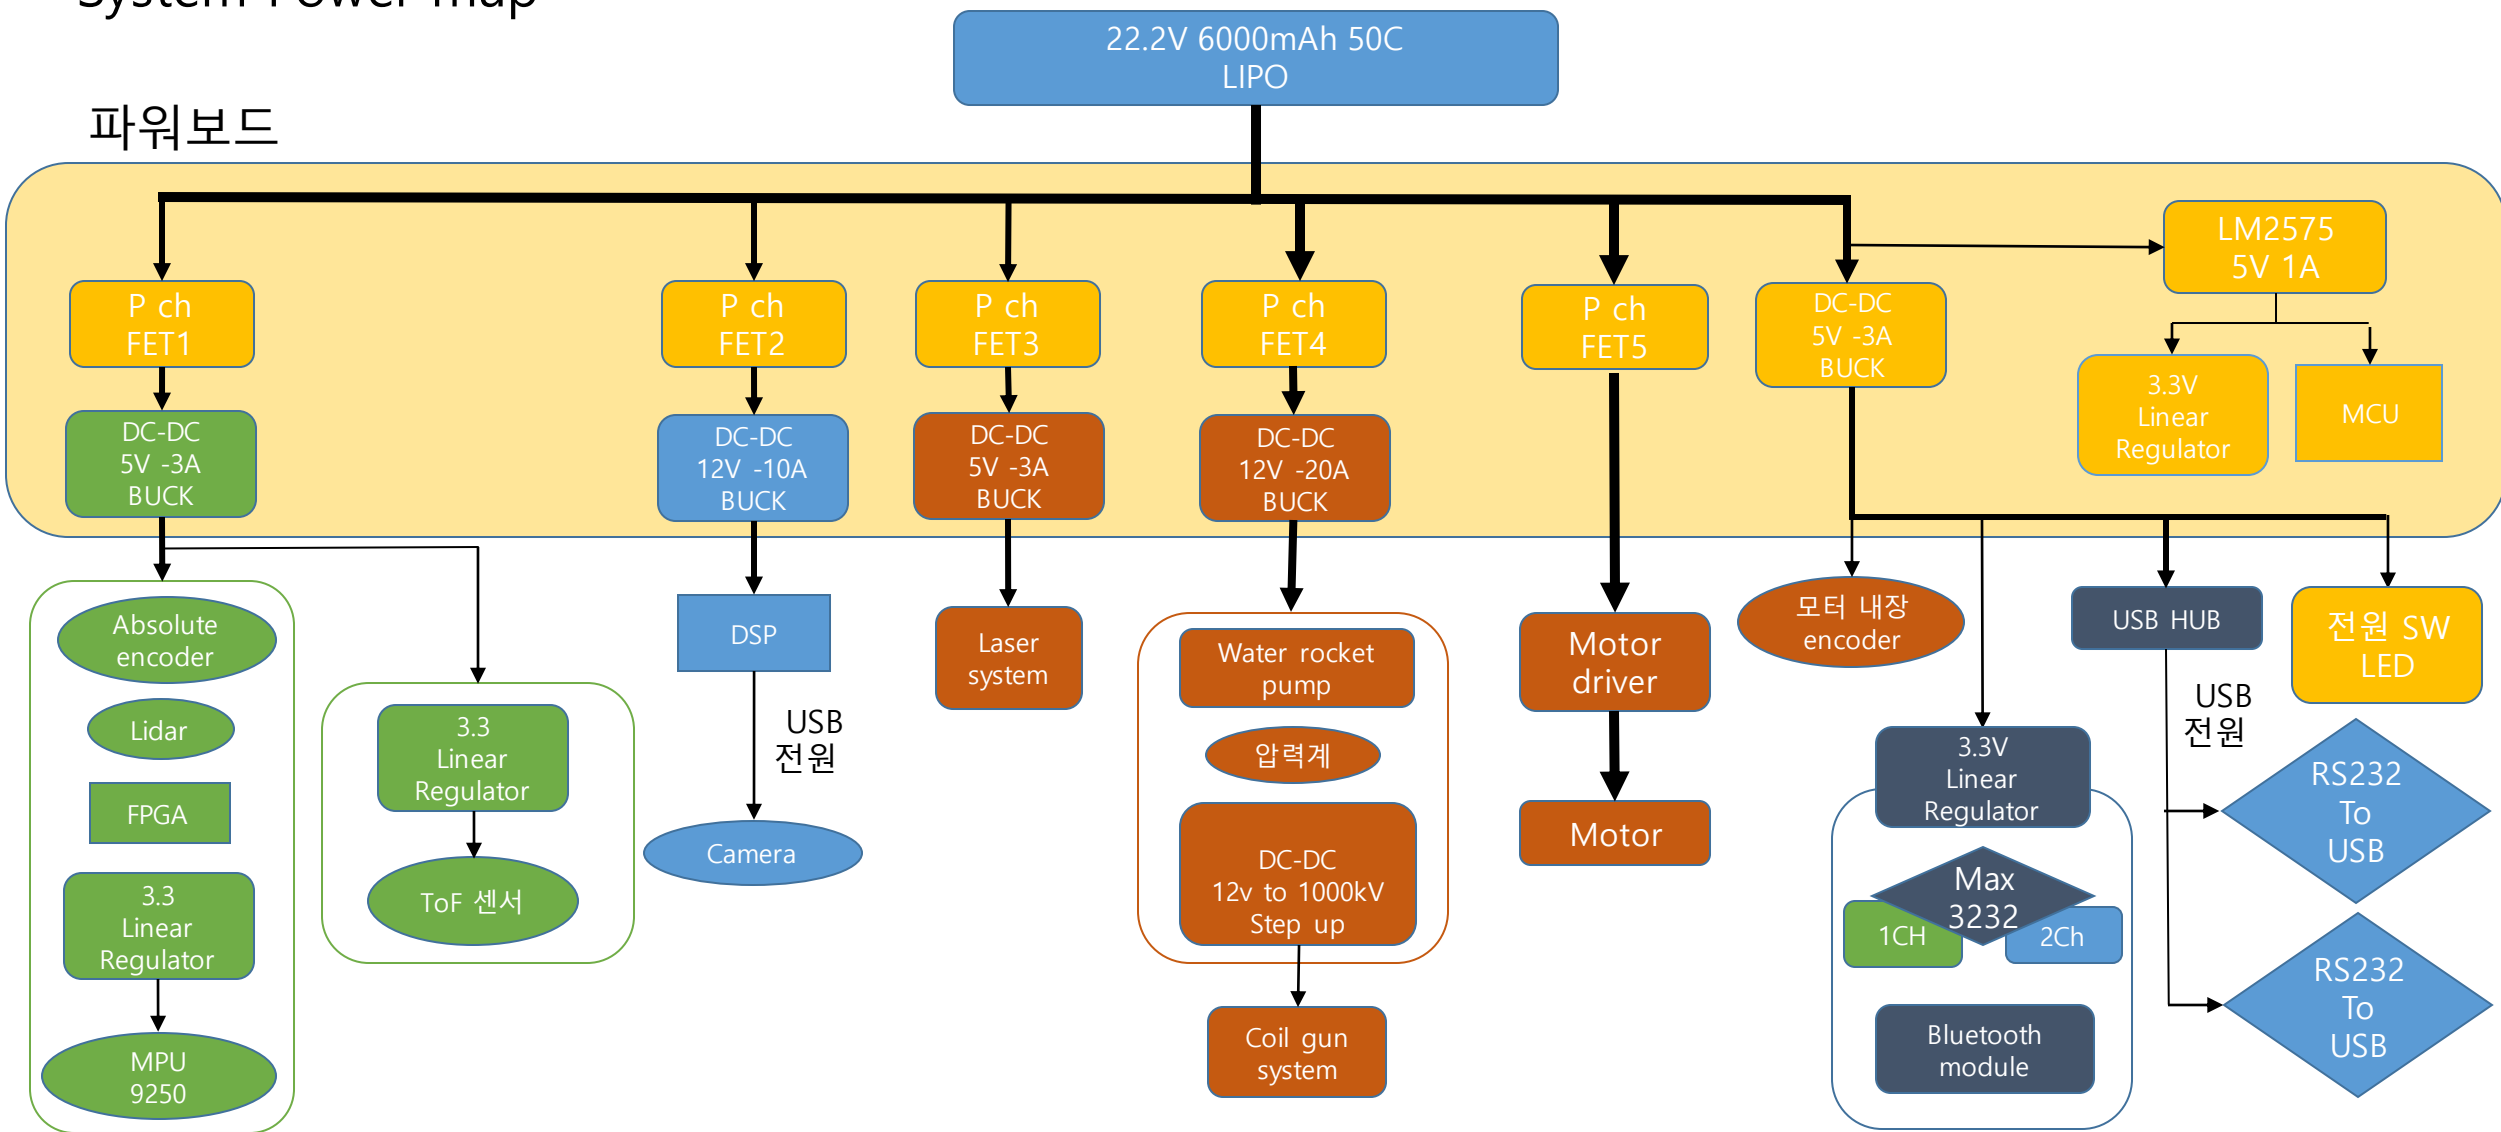 System Power map
22.2V 6000mAh 50C
LIPO
파워보드
P ch
FET1
P ch
FET2
P ch
FET3
P ch
FET4
P ch
FET5
DC-DC
5V -3A
BUCK
LM2575
5V 1A
3.3V
Linear
Regulator
MCU
DC-DC
5V -3A
BUCK
DC-DC
12V -10A
BUCK
DC-DC
5V -3A
BUCK
DC-DC
12V -20A
BUCK
Absolute
encoder
Lidar
FPGA
3.3
Linear
Regulator
MPU
9250
3.3
Linear
Regulator
ToF 센서
DSP
USB
전원
Camera
Laser
system
Water rocket
pump
압력계
DC-DC
12v to 1000kV
Step up
Coil gun
system
Motor
driver
Motor
모터 내장
encoder
USB HUB
전원 SW
LED
USB
전원
3.3V
Linear
Regulator
Max
3232
1CH
2Ch
Bluetooth
module
RS232
To
USB
RS232
To
USB